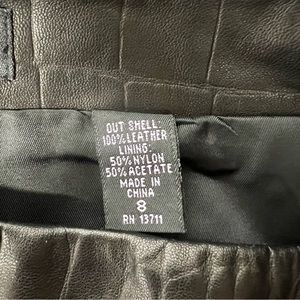 OUT SHELL:
100% LEATHER
LINING:
50% NYLON
50% ACETATE
MADE IN
CHINA
8
RN 13711